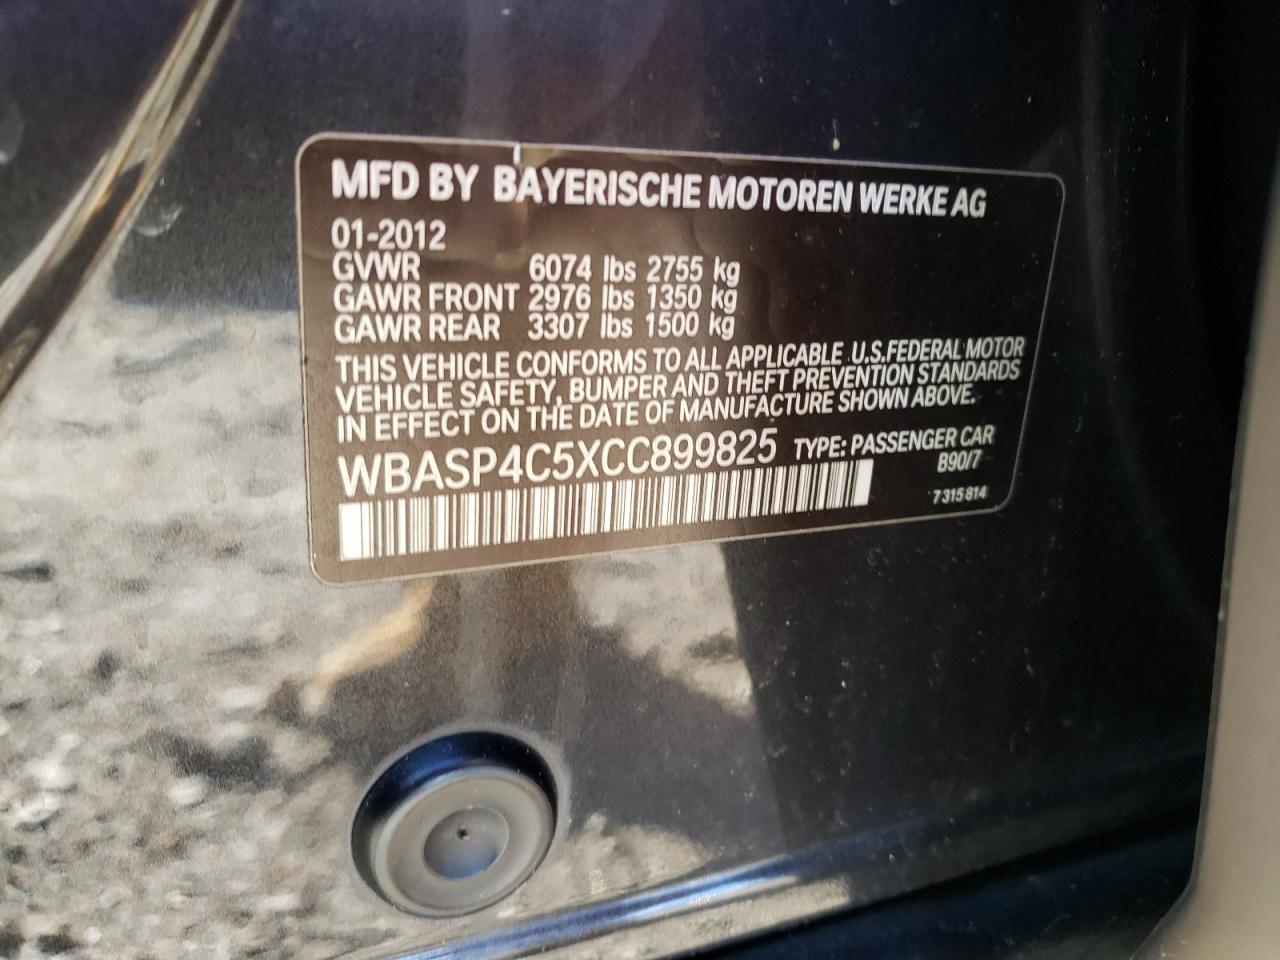 MFD BY BAYERISCHE MOTOREN WERKE AG
01-2012
GVWR 6074 lbs 2755 kg
GAWR FRONT 2976 lbs 1350 kg
GAWR REAR 3307 lbs 1500 kg
THIS VEHICLE CONFORMS TO ALL APPLICABLE U.S.FEDERAL MOTOR
VEHICLE SAFETY, BUMPER AND THEFT PREVENTION STANDARDS
IN EFFECT ON THE DATE OF MANUFACTURE SHOWN ABOVE.
WBASP4C5XCC899825 TYPE: PASSENGER CAR
B90/7
7 315 814